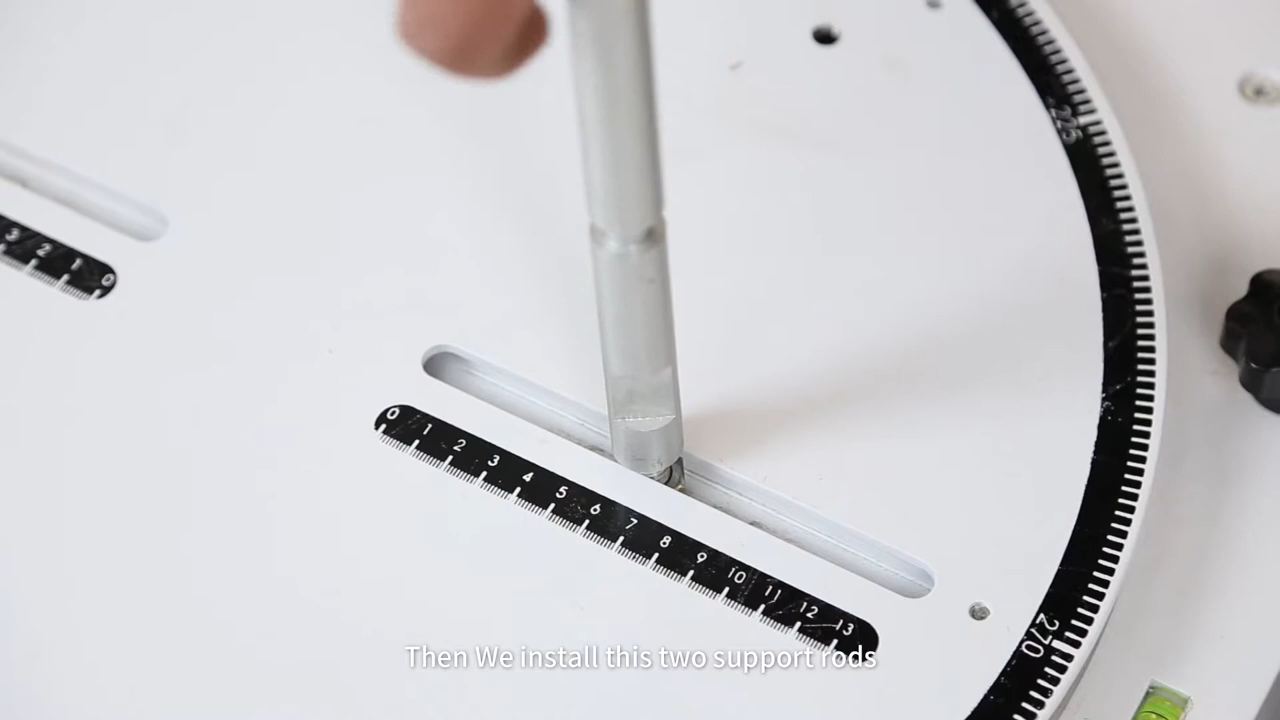 225
3 2 1 0
0 1 2 3 4 5 6 7 8 9 10 11 12 13
270
Then We install this two support rods